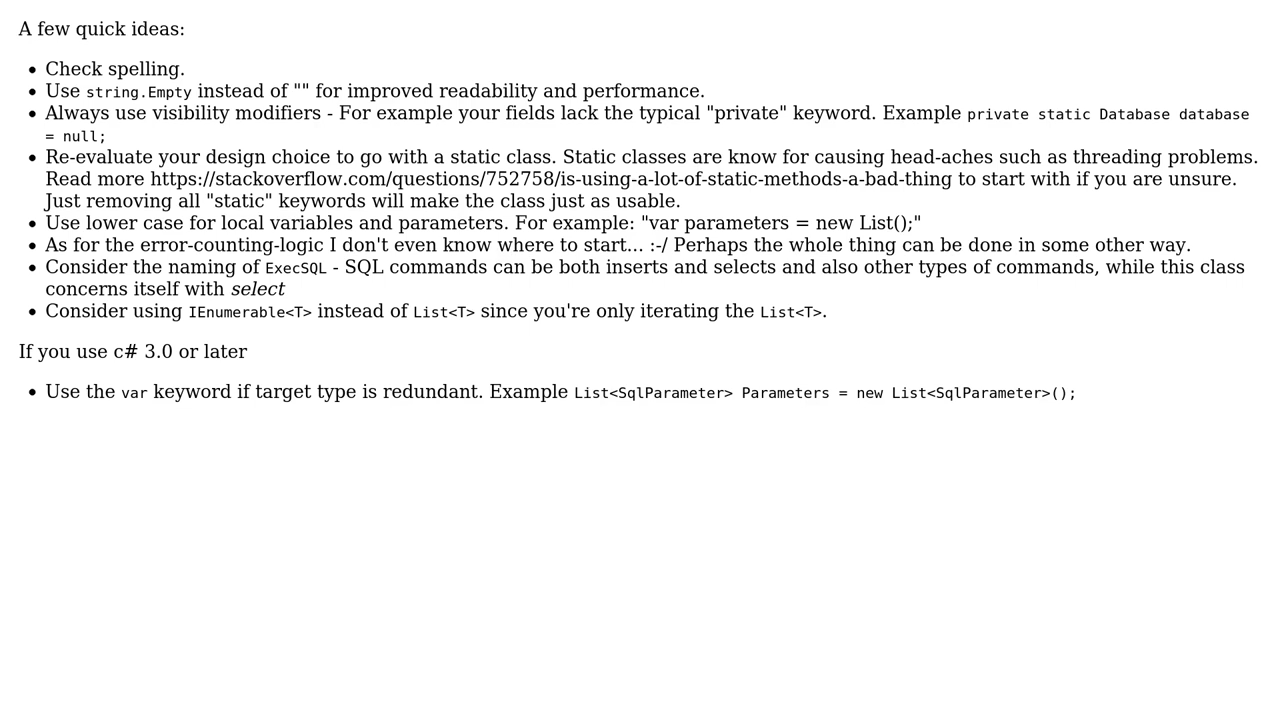 A few quick ideas:
• Check spelling.
• Use string.Empty instead of "" for improved readability and performance.
• Always use visibility modifiers - For example your fields lack the typical "private" keyword. Example private static Database database
= null;
• Re-evaluate your design choice to go with a static class. Static classes are know for causing head-aches such as threading problems.
Read more https://stackoverflow.com/questions/752758/is-using-a-lot-of-static-methods-a-bad-thing to start with if you are unsure.
Just removing all "static" keywords will make the class just as usable.
• Use lower case for local variables and parameters. For example: "var parameters = new List();"
• As for the error-counting-logic I don't even know where to start... :-/ Perhaps the whole thing can be done in some other way.
• Consider the naming of ExecSQL - SQL commands can be both inserts and selects and also other types of commands, while this class
concerns itself with select
• Consider using IEnumerable<T> instead of List<T> since you're only iterating the List<T>.
If you use c# 3.0 or later
• Use the var keyword if target type is redundant. Example List<SqlParameter> Parameters = new List<SqlParameter>();